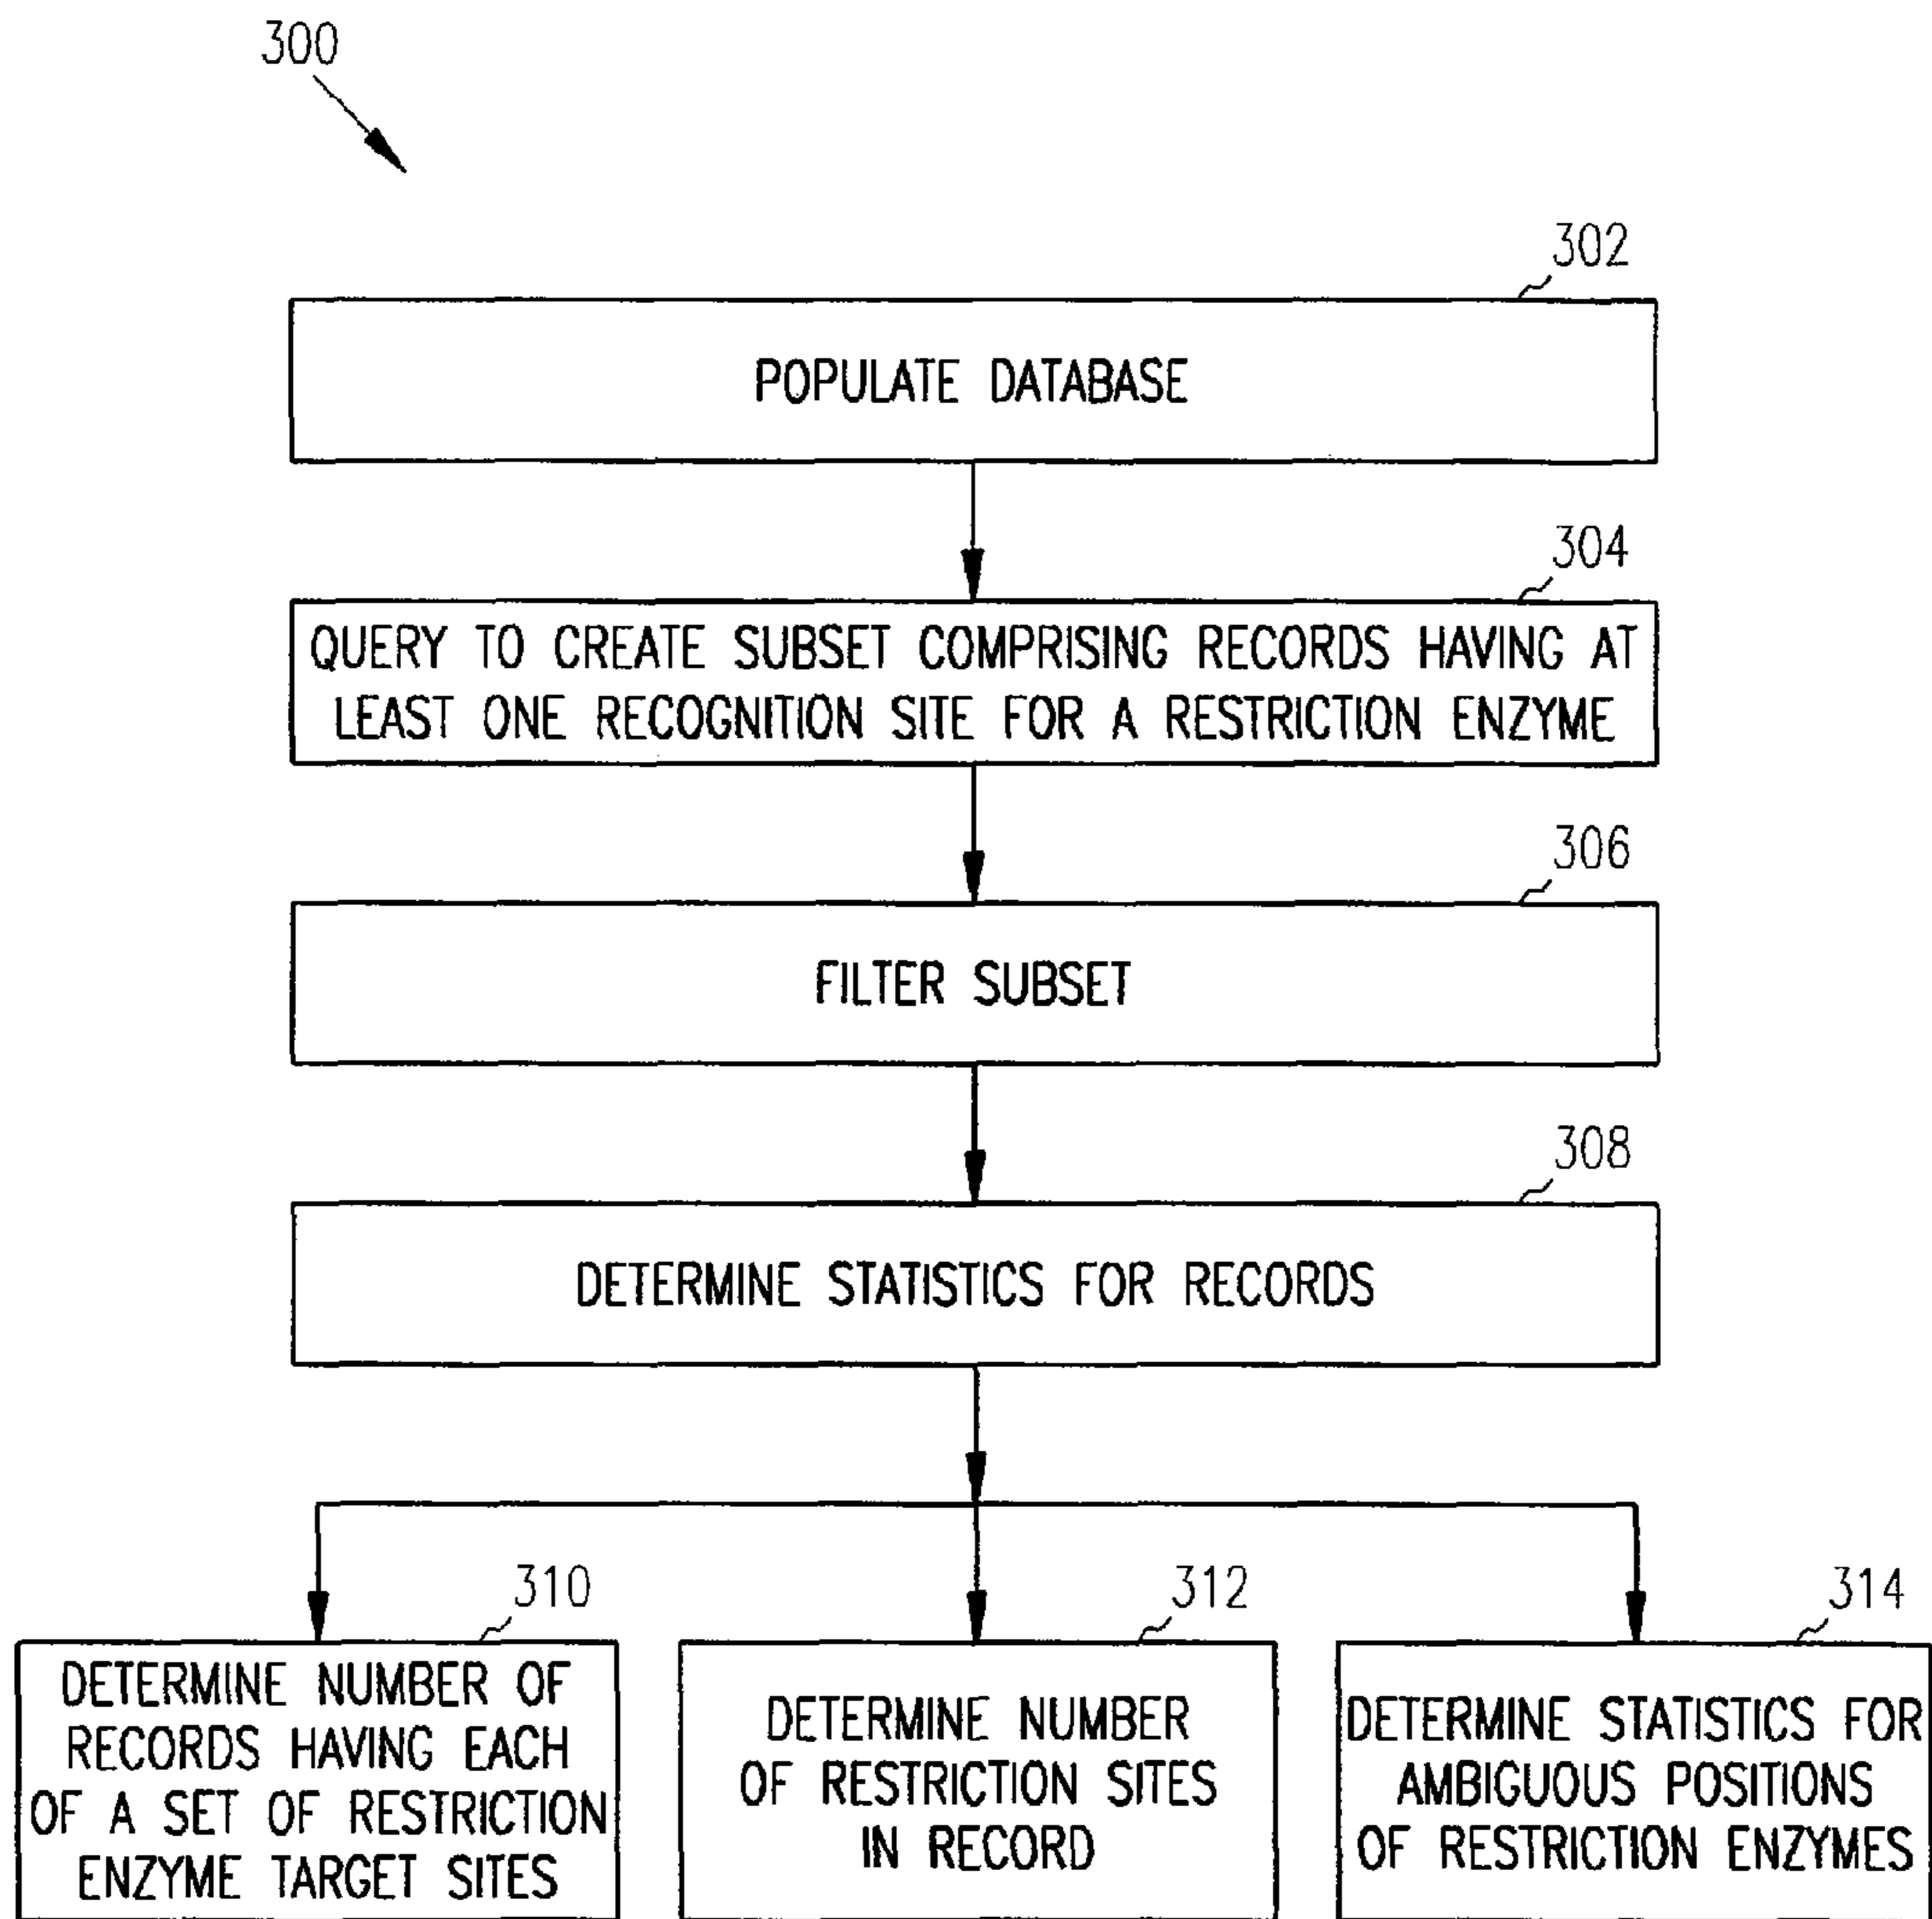 300
302
POPULATE DATABASE
304
QUERY TO CREATE SUBSET COMPRISING RECORDS HAVING AT
LEAST ONE RECOGNITION SITE FOR A RESTRICTION ENZYME
306
FILTER SUBSET
308
DETERMINE STATISTICS FOR RECORDS
310
DETERMINE NUMBER OF
RECORDS HAVING EACH
OF A SET OF RESTRICTION
ENZYME TARGET SITES
312
DETERMINE NUMBER
OF RESTRICTION SITES
IN RECORD
314
DETERMINE STATISTICS FOR
AMBIGUOUS POSITIONS
OF RESTRICTION ENZYMES